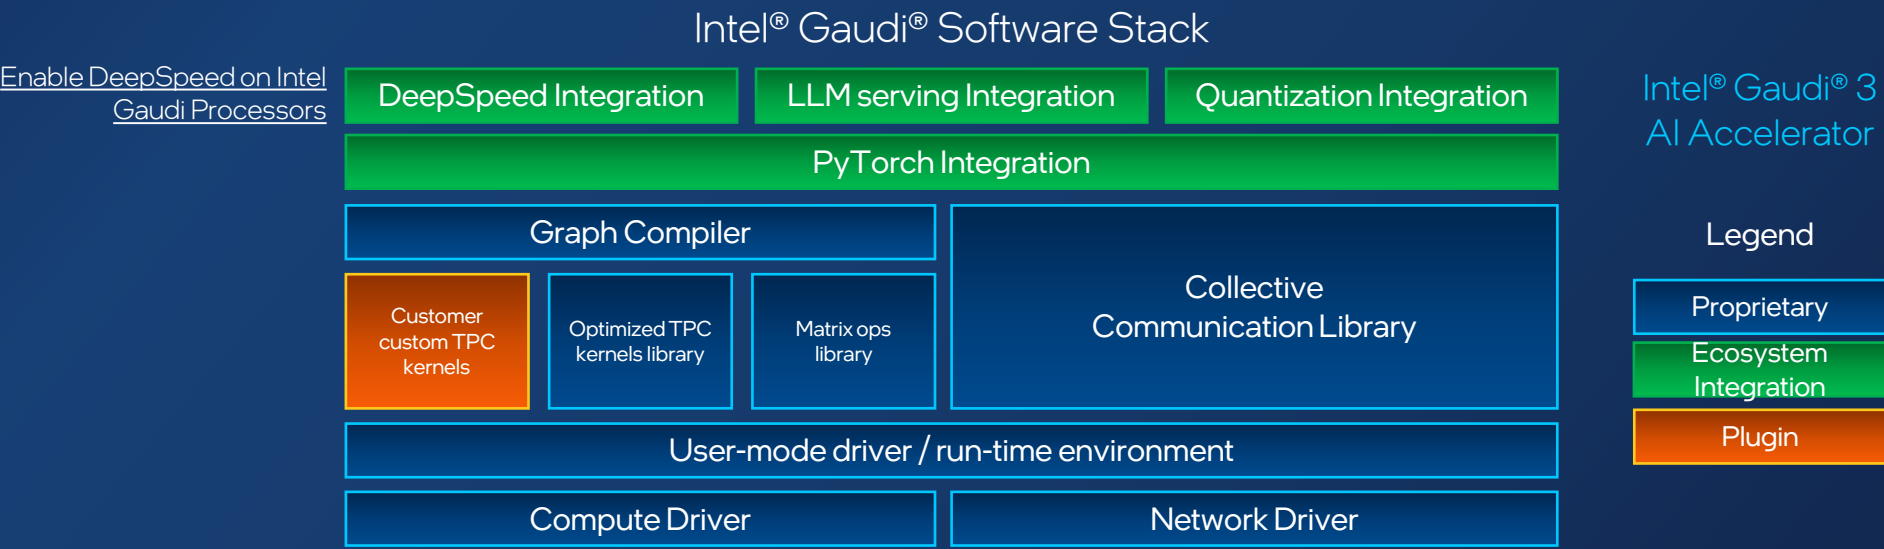 Intel® Gaudi® Software Stack
Enable DeepSpeed on Intel
Gaudi Processors
DeepSpeed Integration
LLM serving Integration
Quantization Integration
PyTorch Integration
Graph Compiler
Customer
custom TPC
kernels
Optimized TPC
kernels library
Matrix ops
library
Collective
Communication Library
User-mode driver / run-time environment
Compute Driver
Network Driver
Intel® Gaudi® 3
AI Accelerator
Legend
Proprietary
Ecosystem
Integration
Plugin